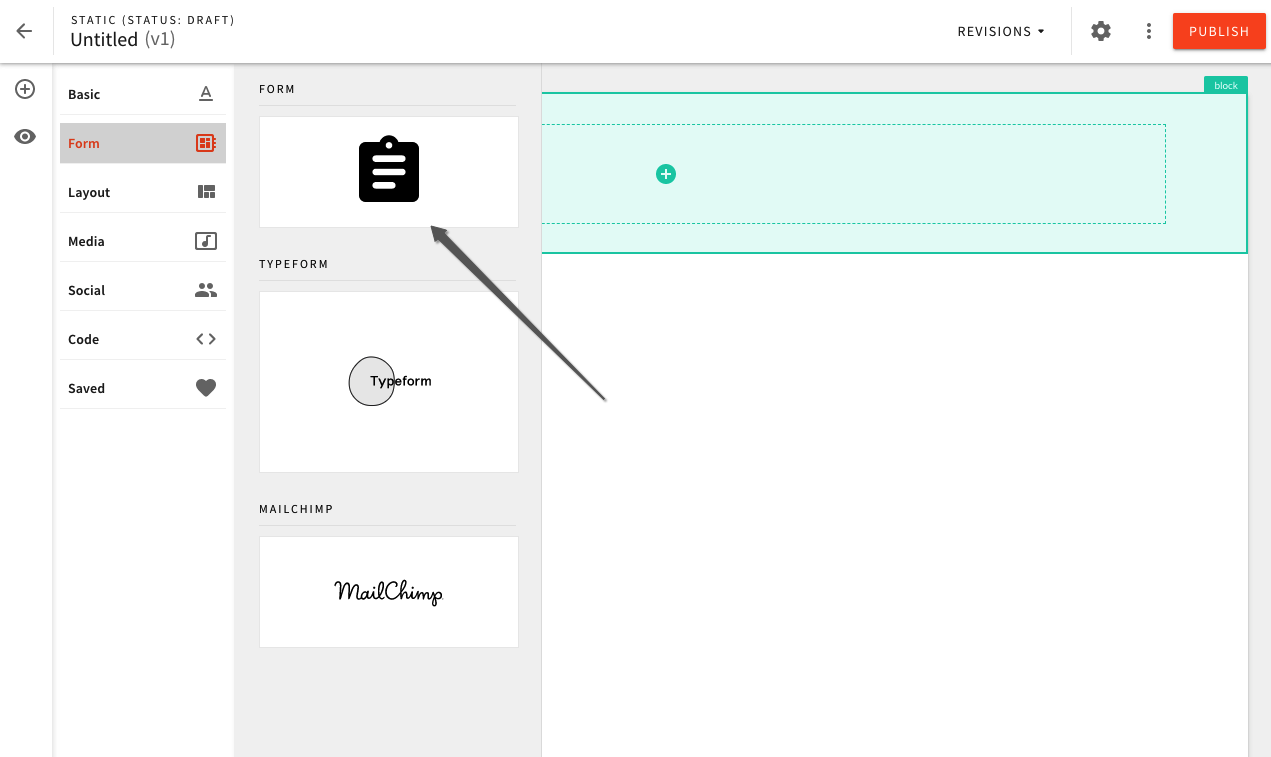 STATIC (STATUS: DRAFT)
Untitled (v1)
REVISIONS
PUBLISH
Basic
Form
Layout
Media
Social
Code
Saved
FORM
TYPEFORM
Typeform
MAILCHIMP
MailChimp
block